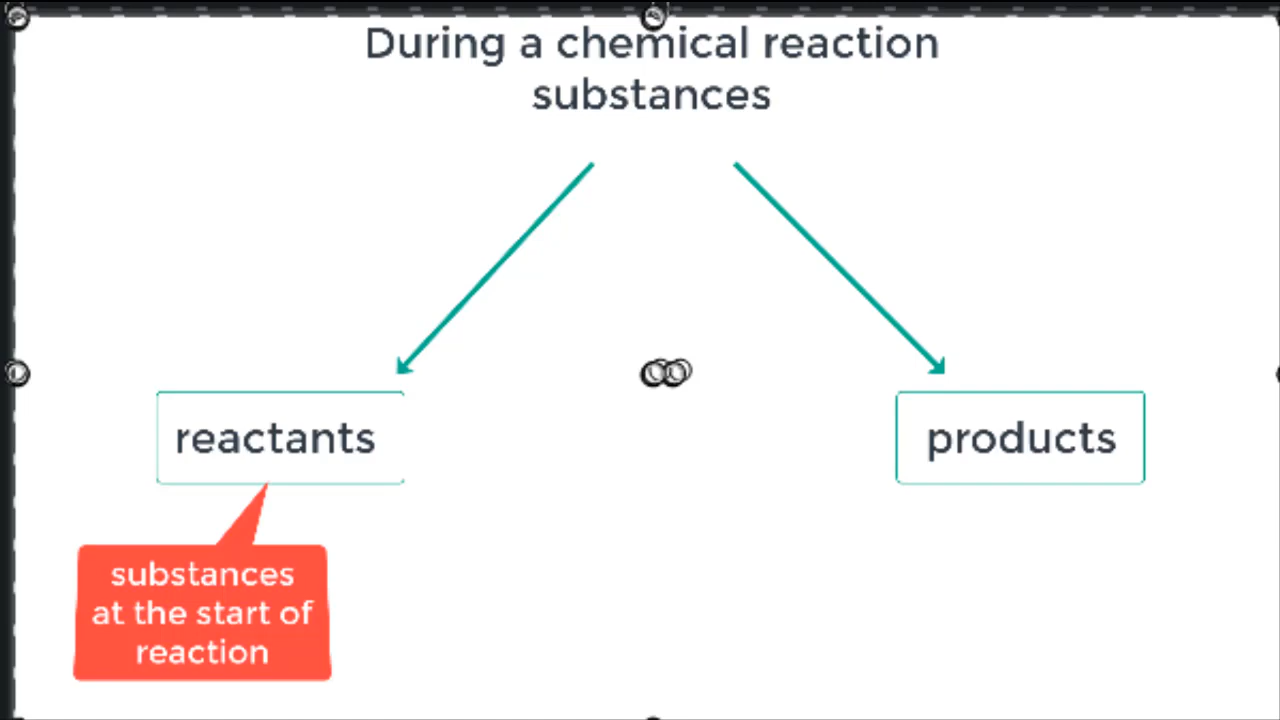 During a chemical reaction
substances
reactants
products
substances
at the start of
reaction